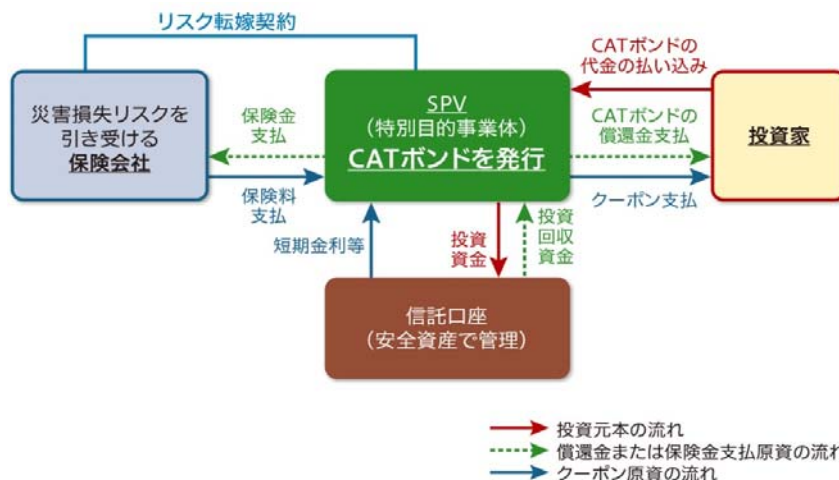 リスク転嫁契約
災害損失リスクを
引き受ける
保険会社
保険金
支払
保険料
支払
SPV
(特別目的事業体)
CATボンドを発行
CATボンドの
代金の払い込み
CATボンドの
償還金支払
クーポン支払
投資家
短期金利等
投資
資金
投資
回収
資金
信託口座
(安全資産で管理)
投資元本の流れ
償還金または保険金支払原資の流れ
クーポン原資の流れ